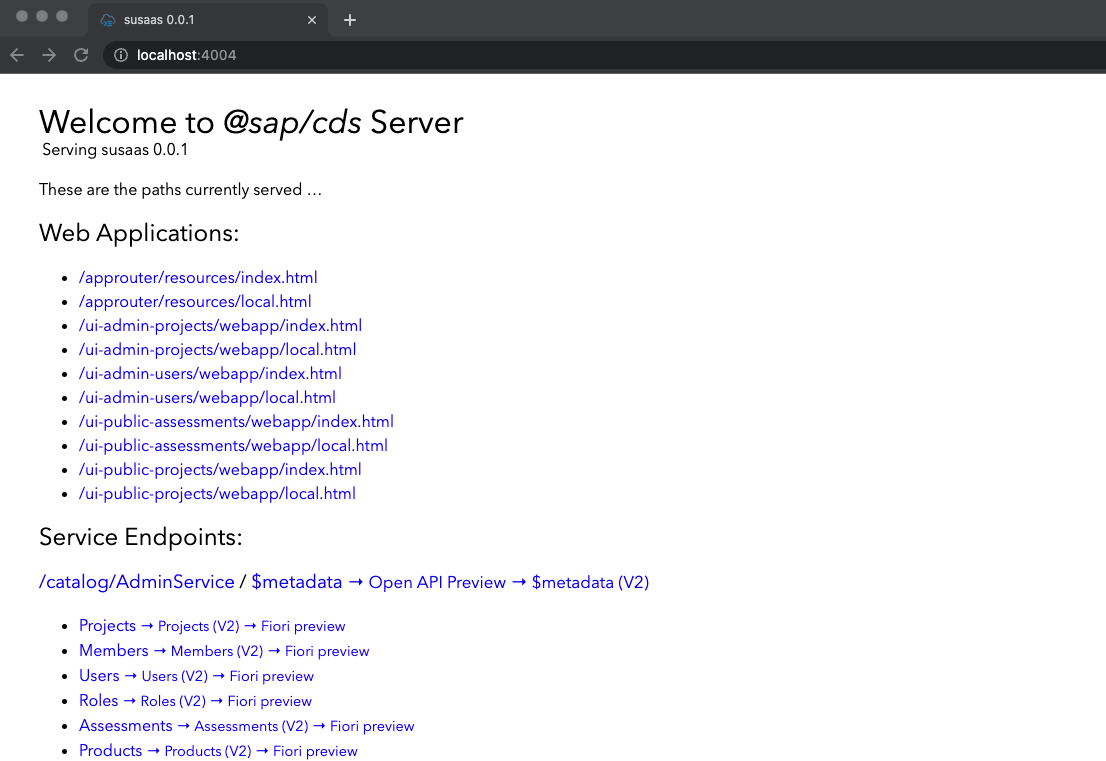 susaas 0.0.1
localhost:4004
Welcome to @sap/cds Server
Serving susaas 0.0.1
These are the paths currently served …
Web Applications:
/approuter/resources/index.html
/approuter/resources/local.html
/ui-admin-projects/webapp/index.html
/ui-admin-projects/webapp/local.html
/ui-admin-users/webapp/index.html
/ui-admin-users/webapp/local.html
/ui-public-assessments/webapp/index.html
/ui-public-assessments/webapp/local.html
/ui-public-projects/webapp/index.html
/ui-public-projects/webapp/local.html
Service Endpoints:
/catalog/AdminService / $metadata → Open API Preview → $metadata (V2)
Projects → Projects (V2) → Fiori preview
Members → Members (V2) → Fiori preview
Users → Users (V2) → Fiori preview
Roles → Roles (V2) → Fiori preview
Assessments → Assessments (V2) → Fiori preview
Products → Products (V2) → Fiori preview